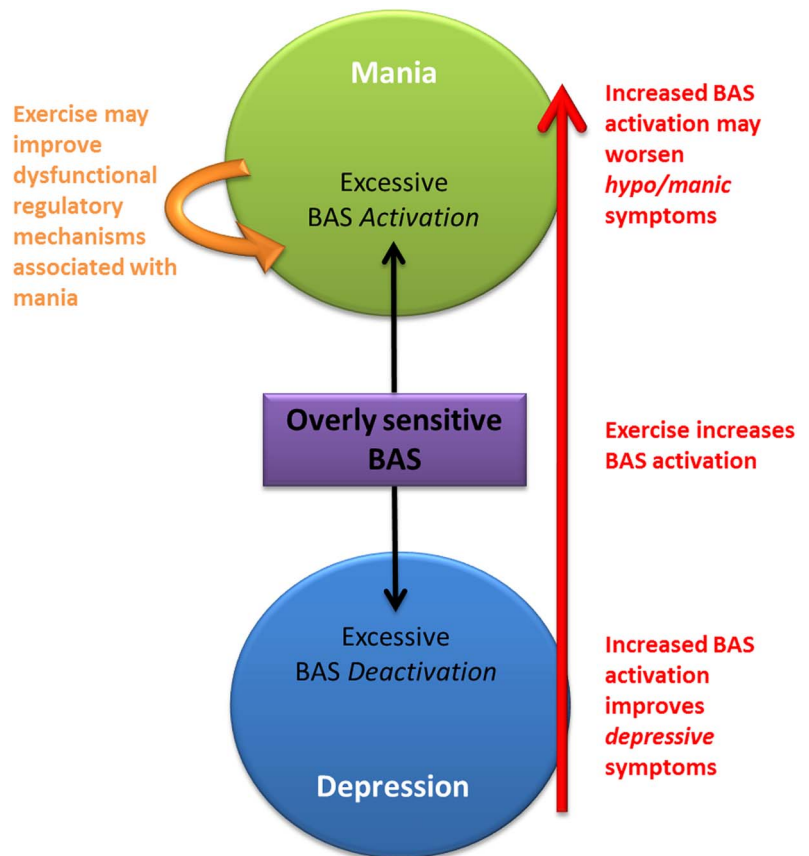 Mania
Exercise may
improve
dysfunctional
regulatory
mechanisms
associated with
mania
Excessive
BAS Activation
Increased BAS
activation may
worsen
hypo/manic
symptoms
Overly sensitive
BAS
Exercise increases
BAS activation
Excessive
BAS Deactivation
Depression
Increased BAS
activation
improves
depressive
symptoms